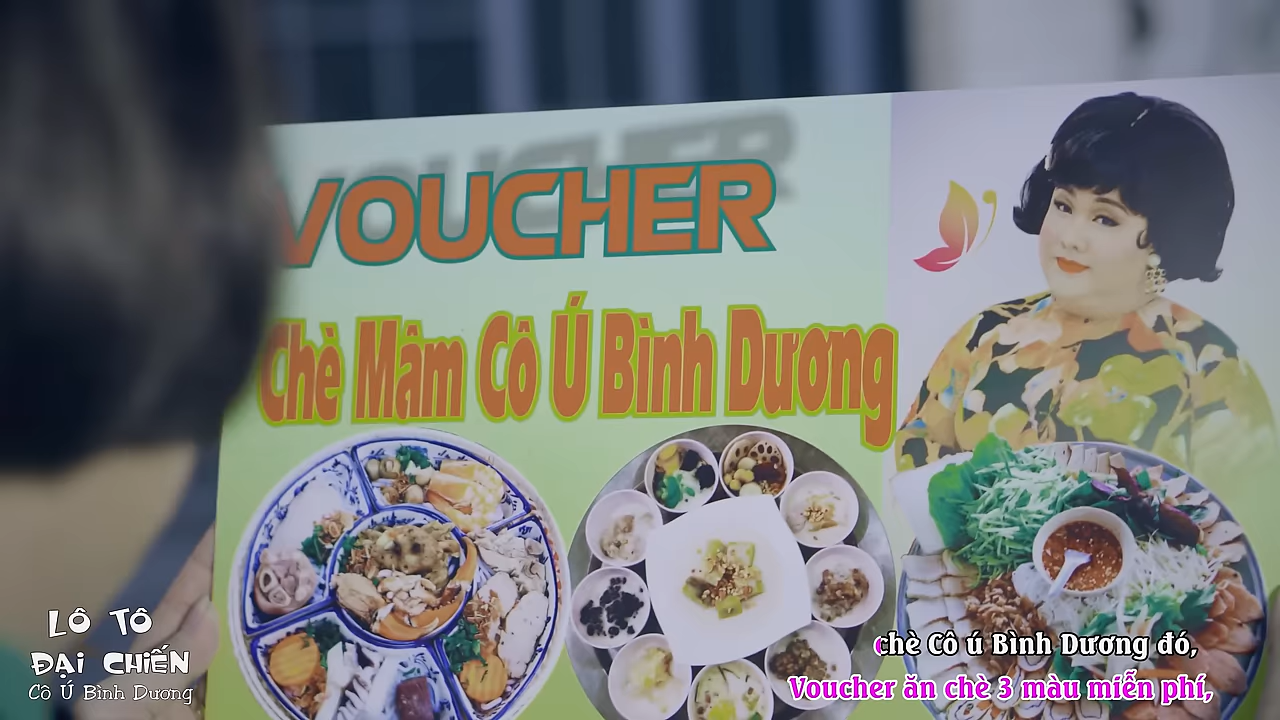 VOUCHER
Chè Mâm Cô Ú Bình Dương
LÔ TÔ
ĐẠI CHIẾN
Cô Ú Bình Dương
chè Cô ú Bình Dương đó,
Voucher ăn chè 3 màu miễn phí,